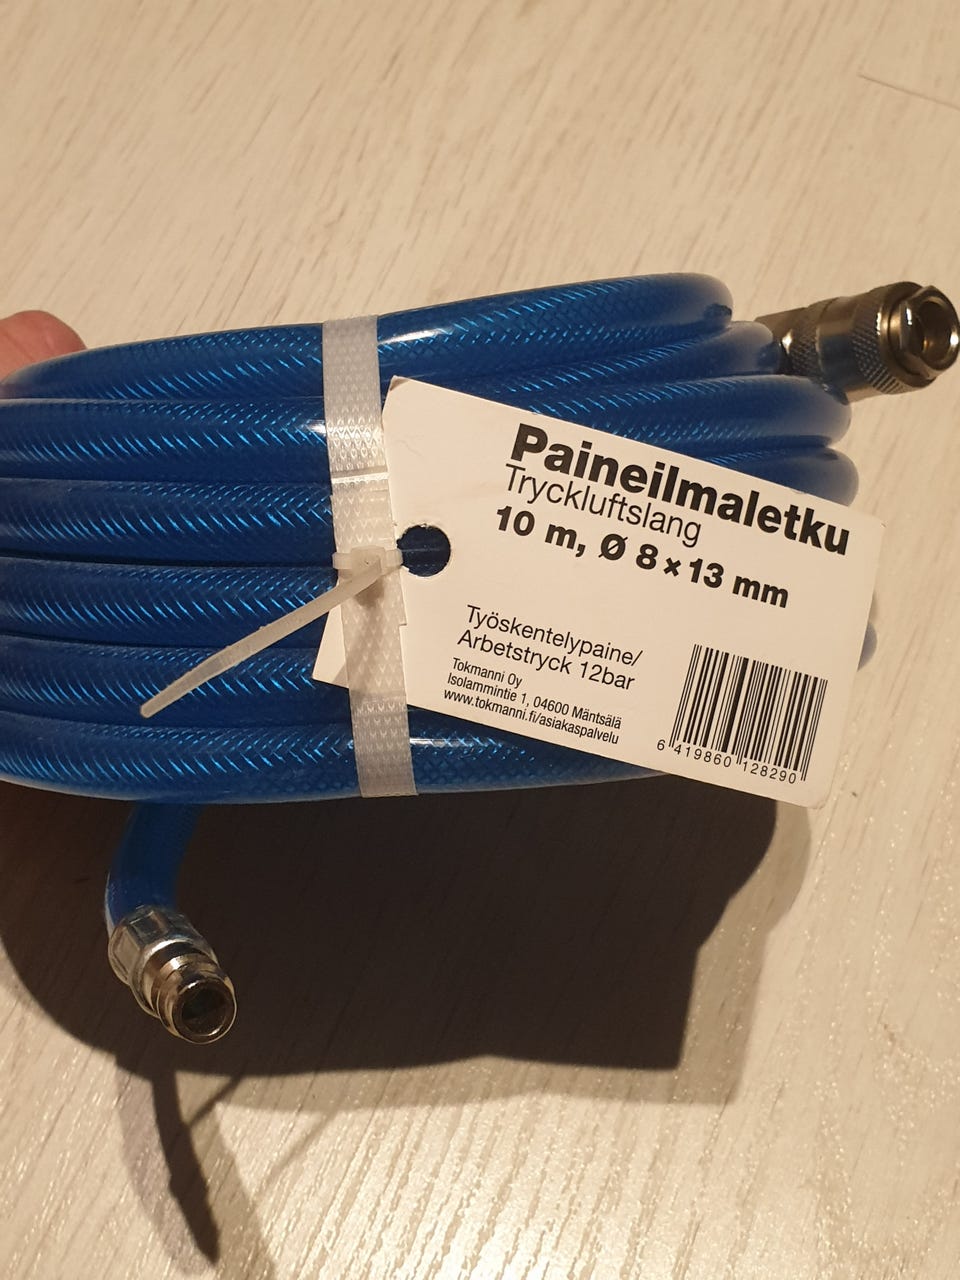 Paineilmaletku
Tryckluftslang
10 m, Ø 8 × 13 mm
Työskentelypaine/
Arbetstryck 12bar
Tokmanni Oy
Isolammintie 1, 04600 Mäntsälä
www.tokmanni.fi/asiakaspalvelu
6 419860 128290